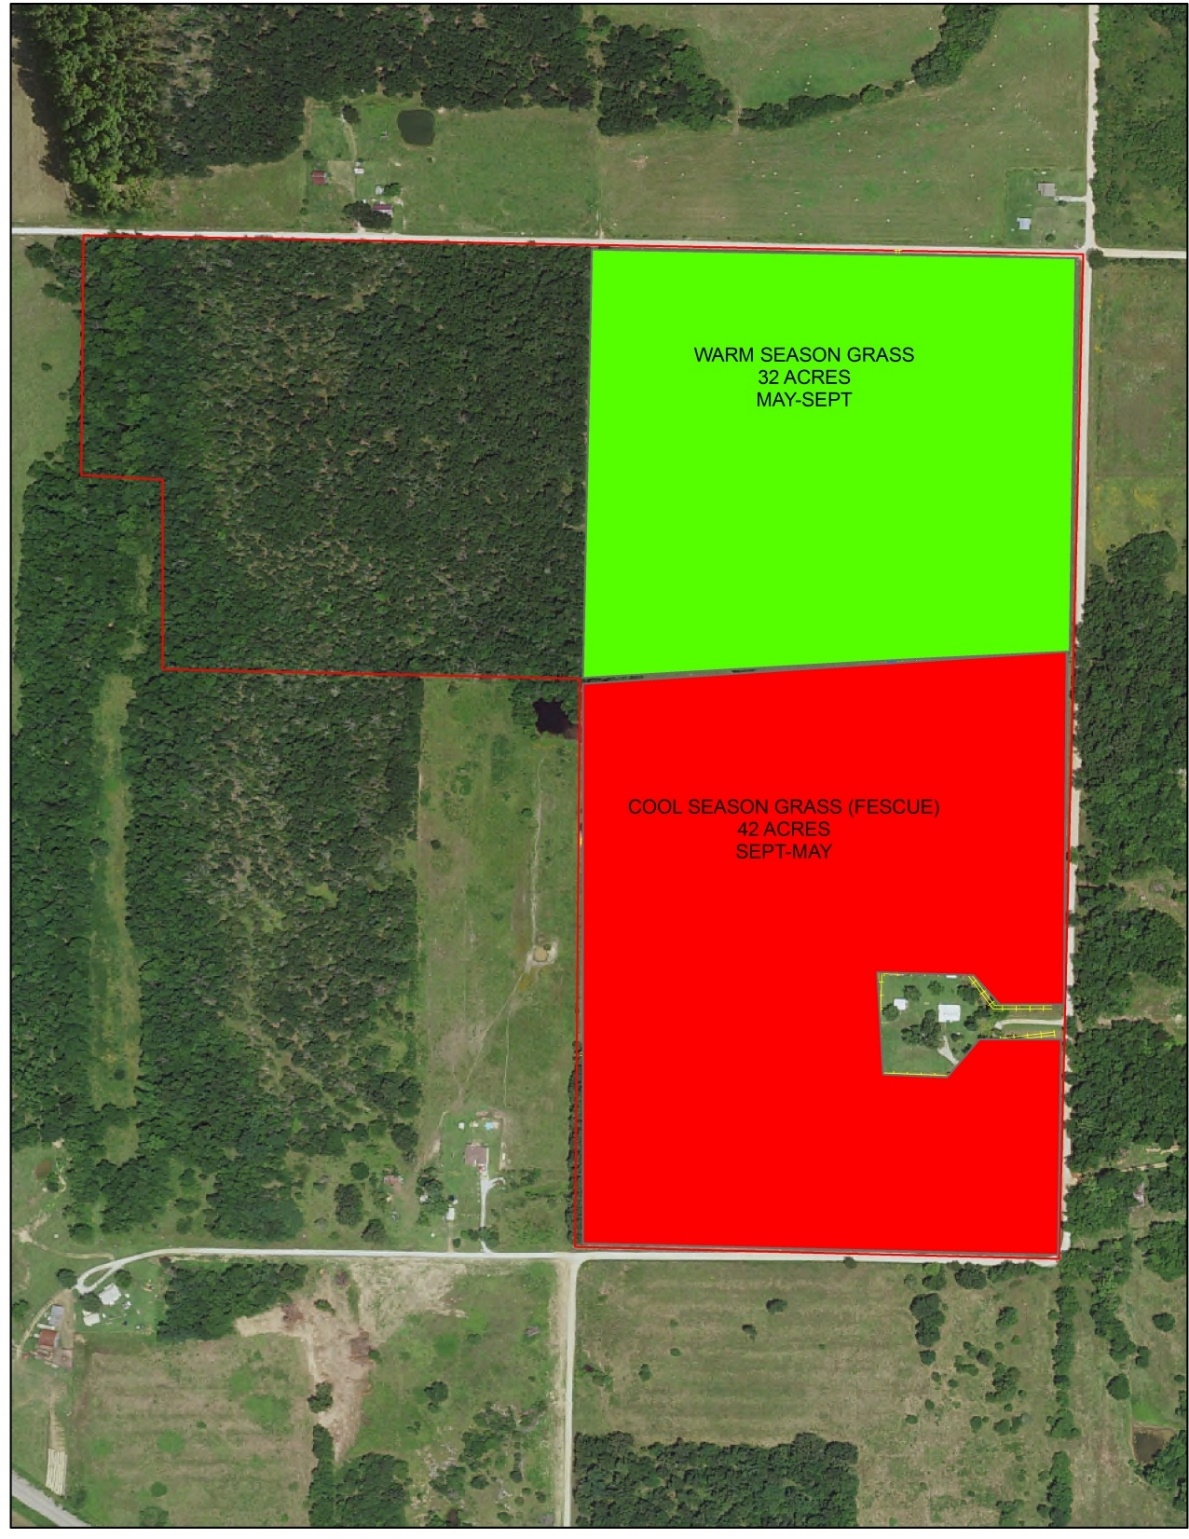 WARM SEASON GRASS
32 ACRES
MAY-SEPT
COOL SEASON GRASS (FESCUE)
42 ACRES
SEPT-MAY